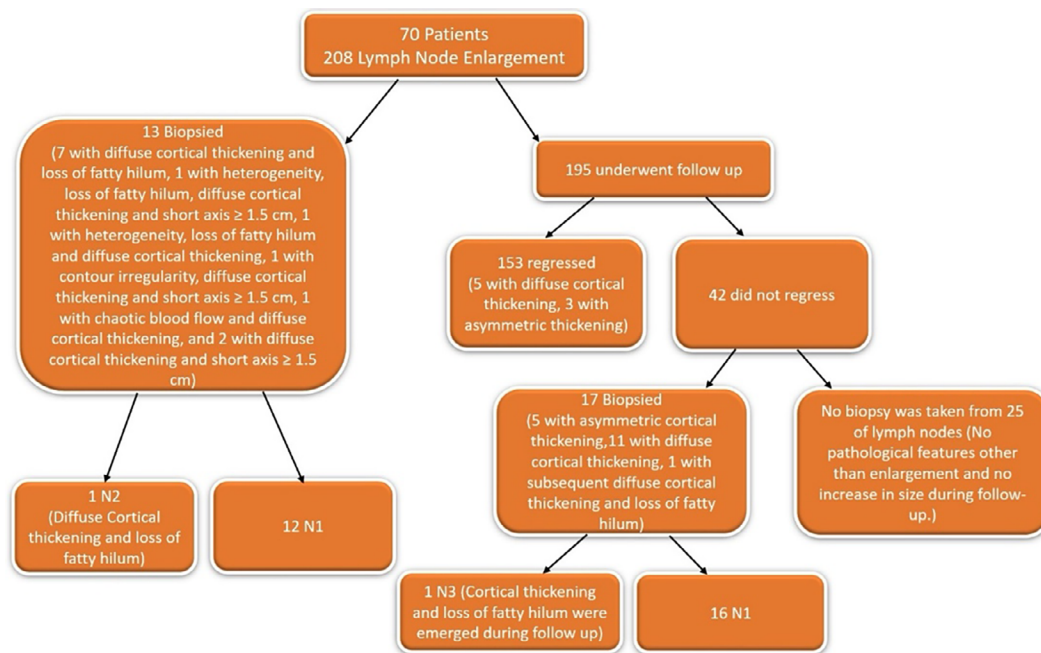 70 Patients
208 Lymph Node Enlargement
13 Biopsied
(7 with diffuse cortical thickening and
loss of fatty hilum, 1 with heterogeneity,
loss of fatty hilum, diffuse cortical
thickening and short axis ≥ 1.5 cm, 1
with heterogeneity, loss of fatty hilum
and diffuse cortical thickening, 1 with
contour irregularity, diffuse cortical
thickening and short axis ≥ 1.5 cm, 1
with chaotic blood flow and diffuse
cortical thickening, and 2 with diffuse
cortical thickening and short axis ≥ 1.5
cm)
195 underwent follow up
153 regressed
(5 with diffuse cortical
thickening, 3 with
asymmetric thickening)
42 did not regress
17 Biopsied
(5 with asymmetric cortical
thickening,11 with diffuse
cortical thickening, 1 with
subsequent diffuse cortical
thickening and loss of fatty
hilum)
No biopsy was taken from 25
of lymph nodes (No
pathological features other
than enlargement and no
increase in size during follow-
up.)
1 N2
(Diffuse Cortical
thickening and loss of
fatty hilum)
12 N1
1 N3 (Cortical thickening
and loss of fatty hilum were
emerged during follow up)
16 N1